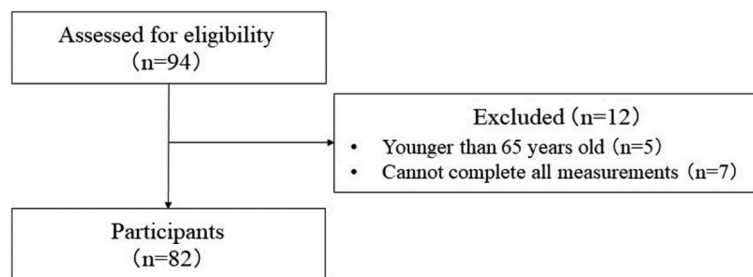 Assessed for eligibility
(n=94)
Excluded (n=12)
• Younger than 65 years old (n=5)
• Cannot complete all measurements (n=7)
Participants
(n=82)